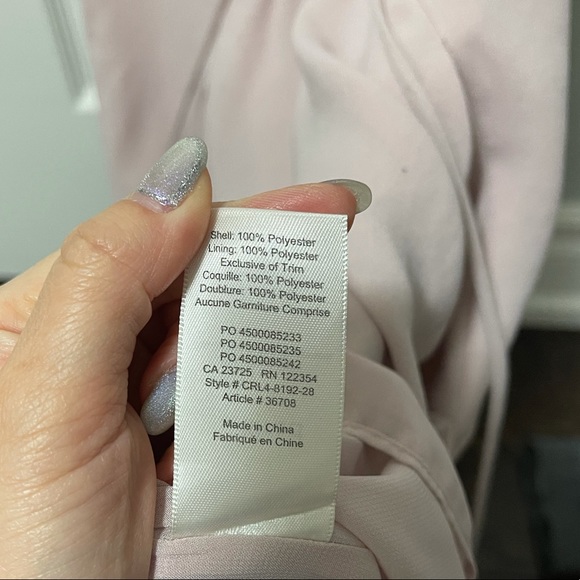 Shell: 100% Polyester
Lining: 100% Polyester
Exclusive of Trim
Coquille: 100% Polyester
Doublure: 100% Polyester
Aucune Garniture Comprise
PO 4500085233
PO 4500085235
PO 4500085242
CA 23725 RN 122354
Style # CRL4-8192-28
Article # 36708
Made in China
Fabriqué en Chine